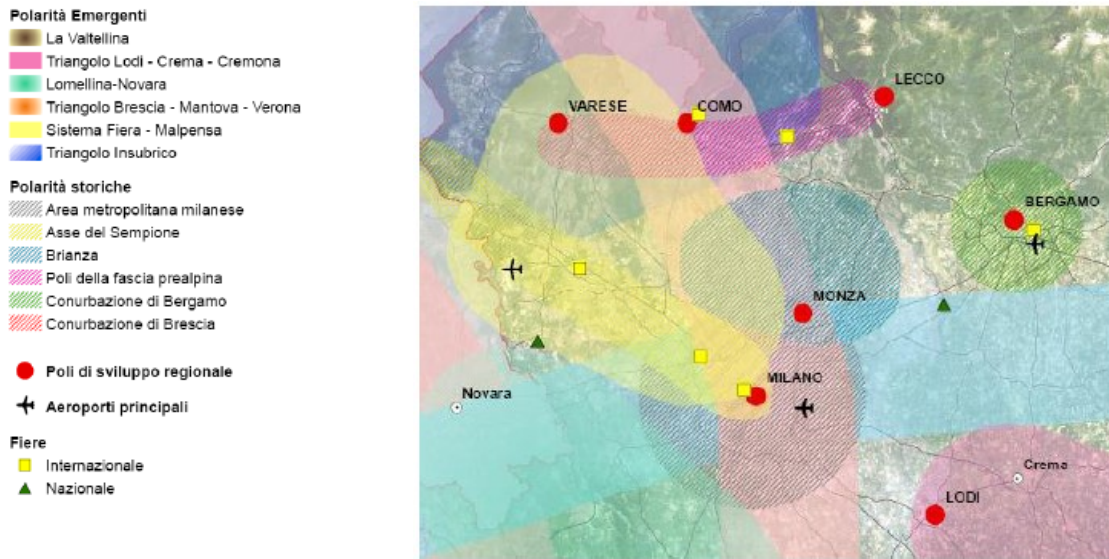 Polarità Emergenti
La Valtellina
Triangolo Lodi - Crema - Cremona
Lomellina-Novara
Triangolo Brescia - Mantova - Verona
Sistema Fiera - Malpensa
Triangolo Insubrico
Polarità storiche
Area metropolitana milanese
Asse del Sempione
Brianza
Poli della fascia prealpina
Conurbazione di Bergamo
Conurbazione di Brescia
Poli di sviluppo regionale
Aeroporti principali
Fiere
Internazionale
Nazionale
LECCO
VARESE
COMO
BERGAMO
MONZA
MILANO
Novara
Crema
LODI